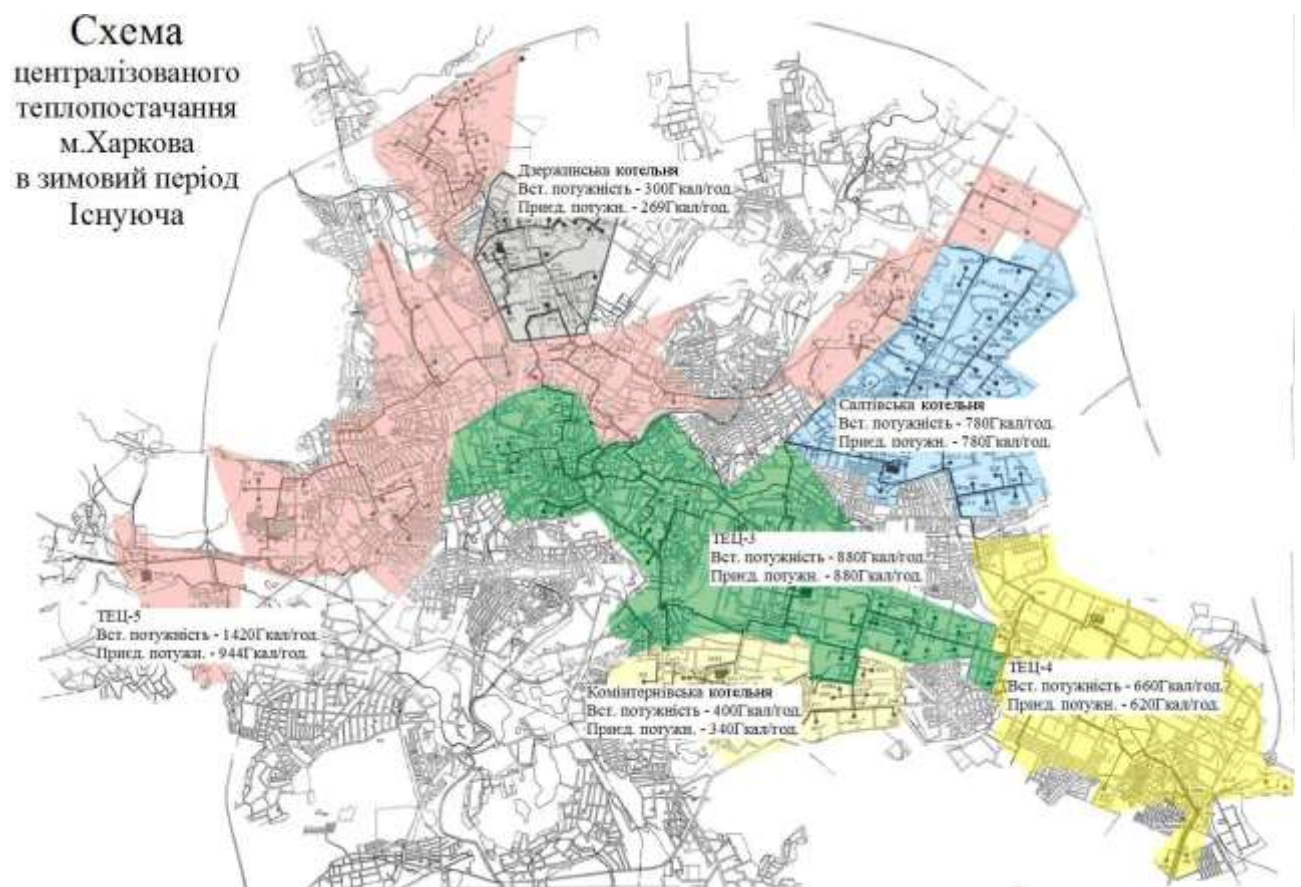 Схема
централізованого
теплопостачання
м.Харкова
в зимовий період
Існуюча
Дзержинська котельня
Вст. потужність - 300Гкал/год.
Приєд. потужн. - 269Гкал/год.
Салтівська котельня
Вст. потужність - 780Гкал/год.
Приєд. потужн. - 780Гкал/год.
ТЕЦ-3
Вст. потужність - 880Гкал/год.
Приєд. потужн. - 880Гкал/год.
ТЕЦ-5
Вст. потужність - 1420Гкал/год.
Приєд. потужн. - 944Гкал/год.
Комінтернівська котельня
Вст. потужність - 400Гкал/год.
Приєд. потужн. - 340Гкал/год.
ТЕЦ-4
Вст. потужність - 660Гкал/год.
Приєд. потужн. - 620Гкал/год.